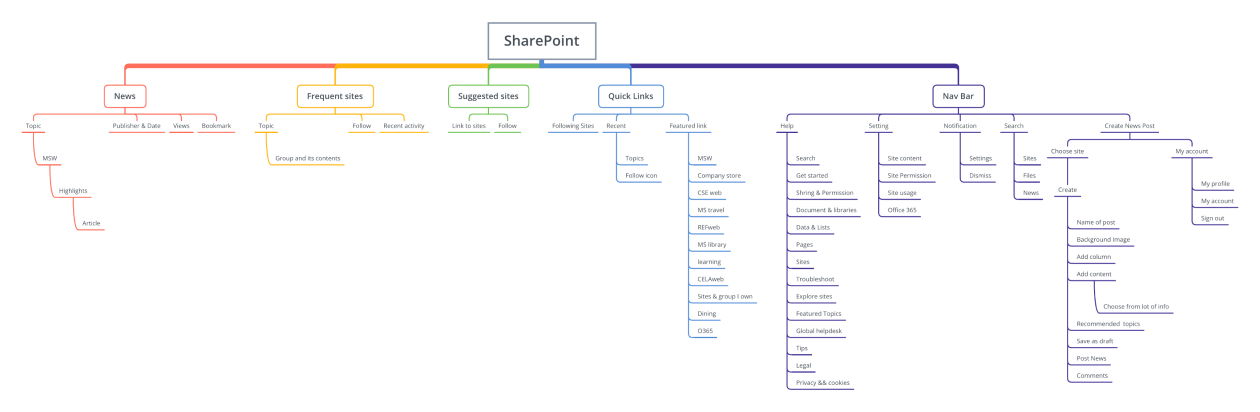 SharePoint
News
Topic
MSW
Highlights
Article
Publisher & Date
Views
Bookmark
Frequent sites
Topic
Group and its contents
Follow
Recent activity
Suggested sites
Link to sites
Follow
Quick Links
Following Sites
Recent
Topics
Follow icon
Featured link
MSW
Company store
CSE web
MS travel
REFweb
MS library
learning
CELAweb
Sites & group I own
Dining
O365
Nav Bar
Help
Search
Get started
Shring & Permission
Document & libraries
Data & Lists
Pages
Sites
Troubleshoot
Explore sites
Featured Topics
Global helpdesk
Tips
Legal
Privacy && cookies
Setting
Site content
Site Permission
Site usage
Office 365
Notification
Settings
Dismiss
Search
Sites
Files
News
Create News Post
Choose site
Create
Name of post
Background Image
Add column
Add content
Choose from lot of info
Recommended  topics
Save as draft
Post News
Comments
My account
My profile
My account
Sign out